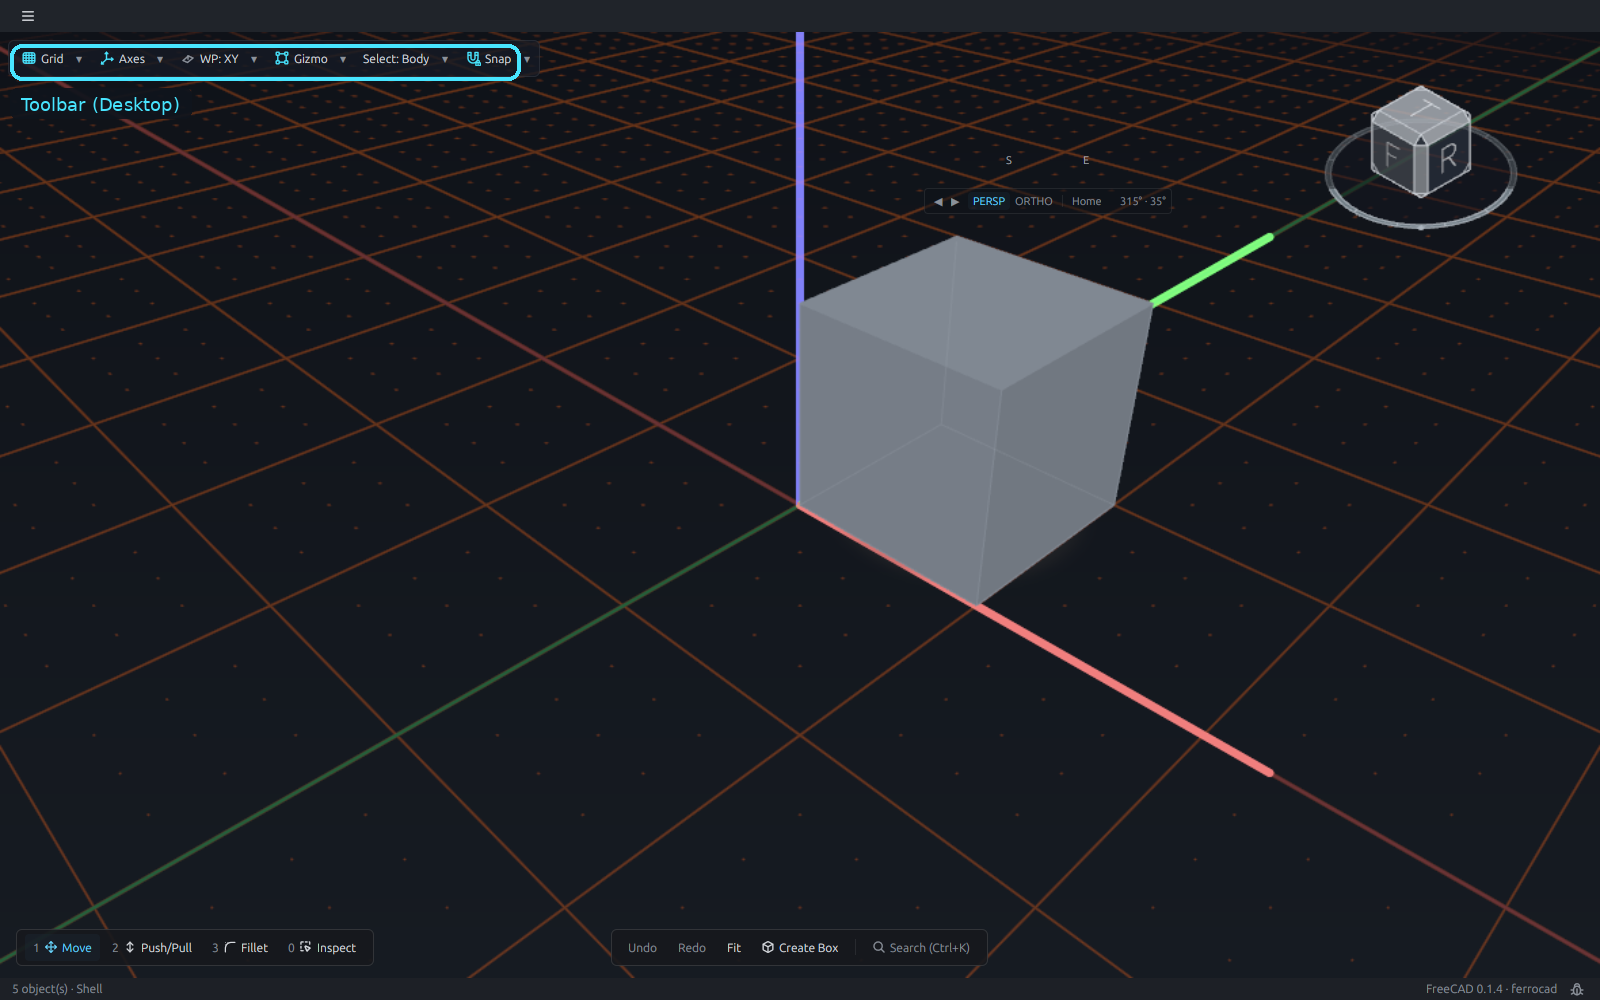 Grid Axes WP: XY Gizmo Select: Body Snap
Toolbar (Desktop)
T
F R
S E
PERSP ORTHO Home 315° · 35°
1 Move 2 Push/Pull 3 Fillet 0 Inspect
Undo Redo Fit Create Box Search (Ctrl+K)
5 object(s) · Shell
FreeCAD 0.1.4 · ferrocad